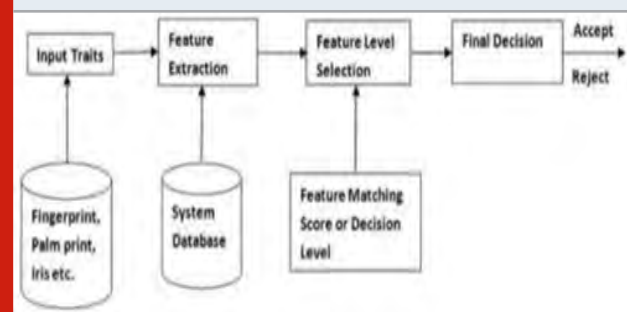 Input Traits
Feature
Extraction
Feature Level
Selection
Final Decision
Accept
Reject
Fingerprint,
Palm print,
Iris etc.
System
Database
Feature Matching
Score or Decision
Level